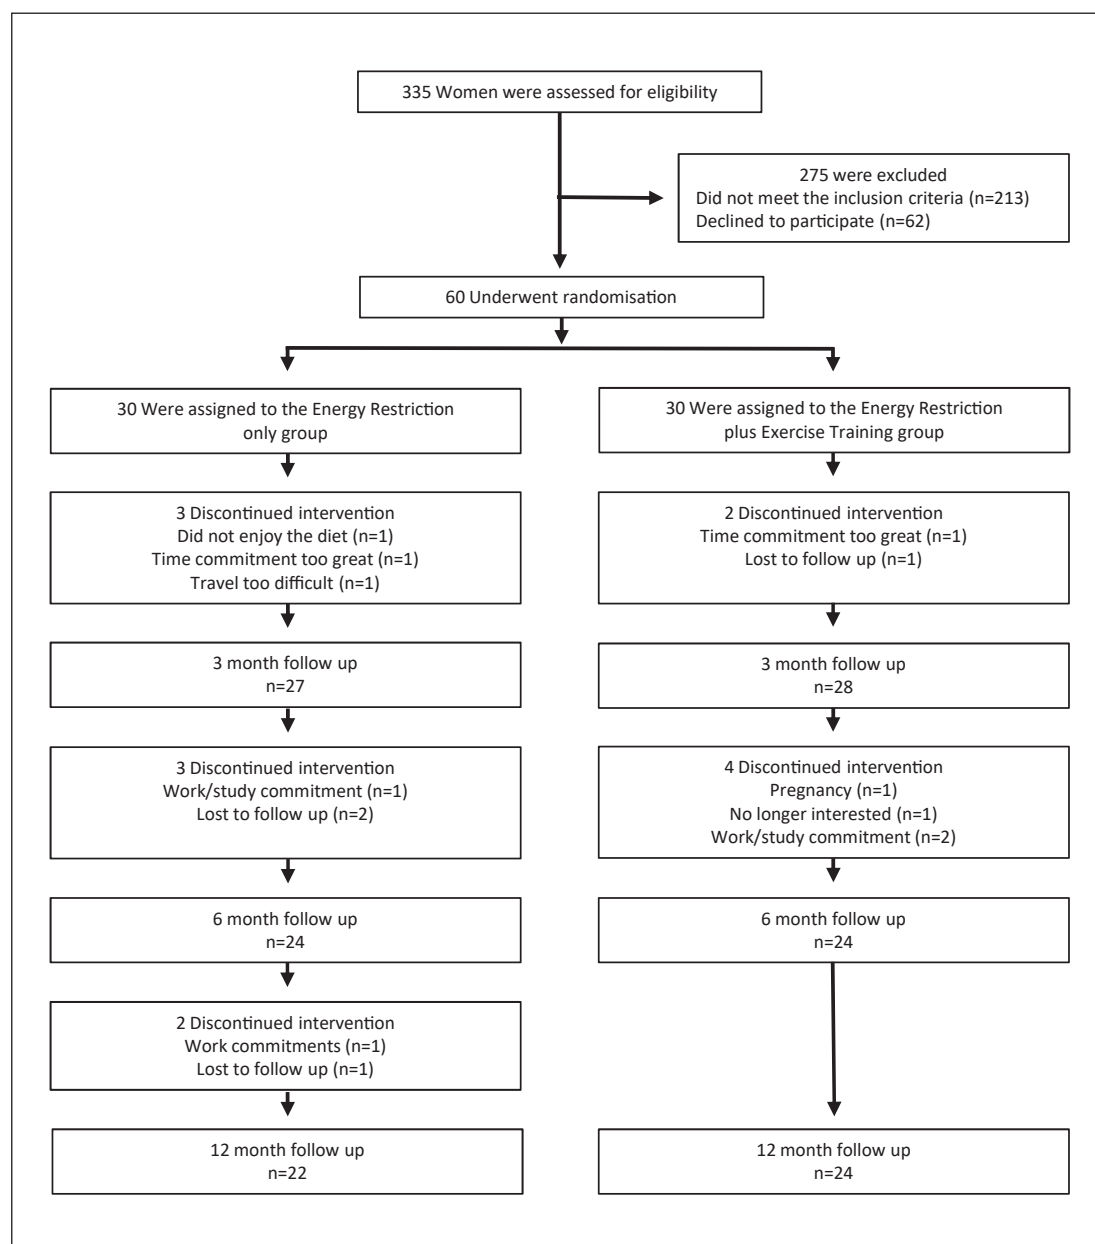 335 Women were assessed for eligibility
275 were excluded
Did not meet the inclusion criteria (n=213)
Declined to participate (n=62)
60 Underwent randomisation
30 Were assigned to the Energy Restriction
only group
30 Were assigned to the Energy Restriction
plus Exercise Training group
3 Discontinued intervention
Did not enjoy the diet (n=1)
Time commitment too great (n=1)
Travel too difficult (n=1)
2 Discontinued intervention
Time commitment too great (n=1)
Lost to follow up (n=1)
3 month follow up
n=27
3 month follow up
n=28
3 Discontinued intervention
Work/study commitment (n=1)
Lost to follow up (n=2)
4 Discontinued intervention
Pregnancy (n=1)
No longer interested (n=1)
Work/study commitment (n=2)
6 month follow up
n=24
6 month follow up
n=24
2 Discontinued intervention
Work commitments (n=1)
Lost to follow up (n=1)
12 month follow up
n=22
12 month follow up
n=24